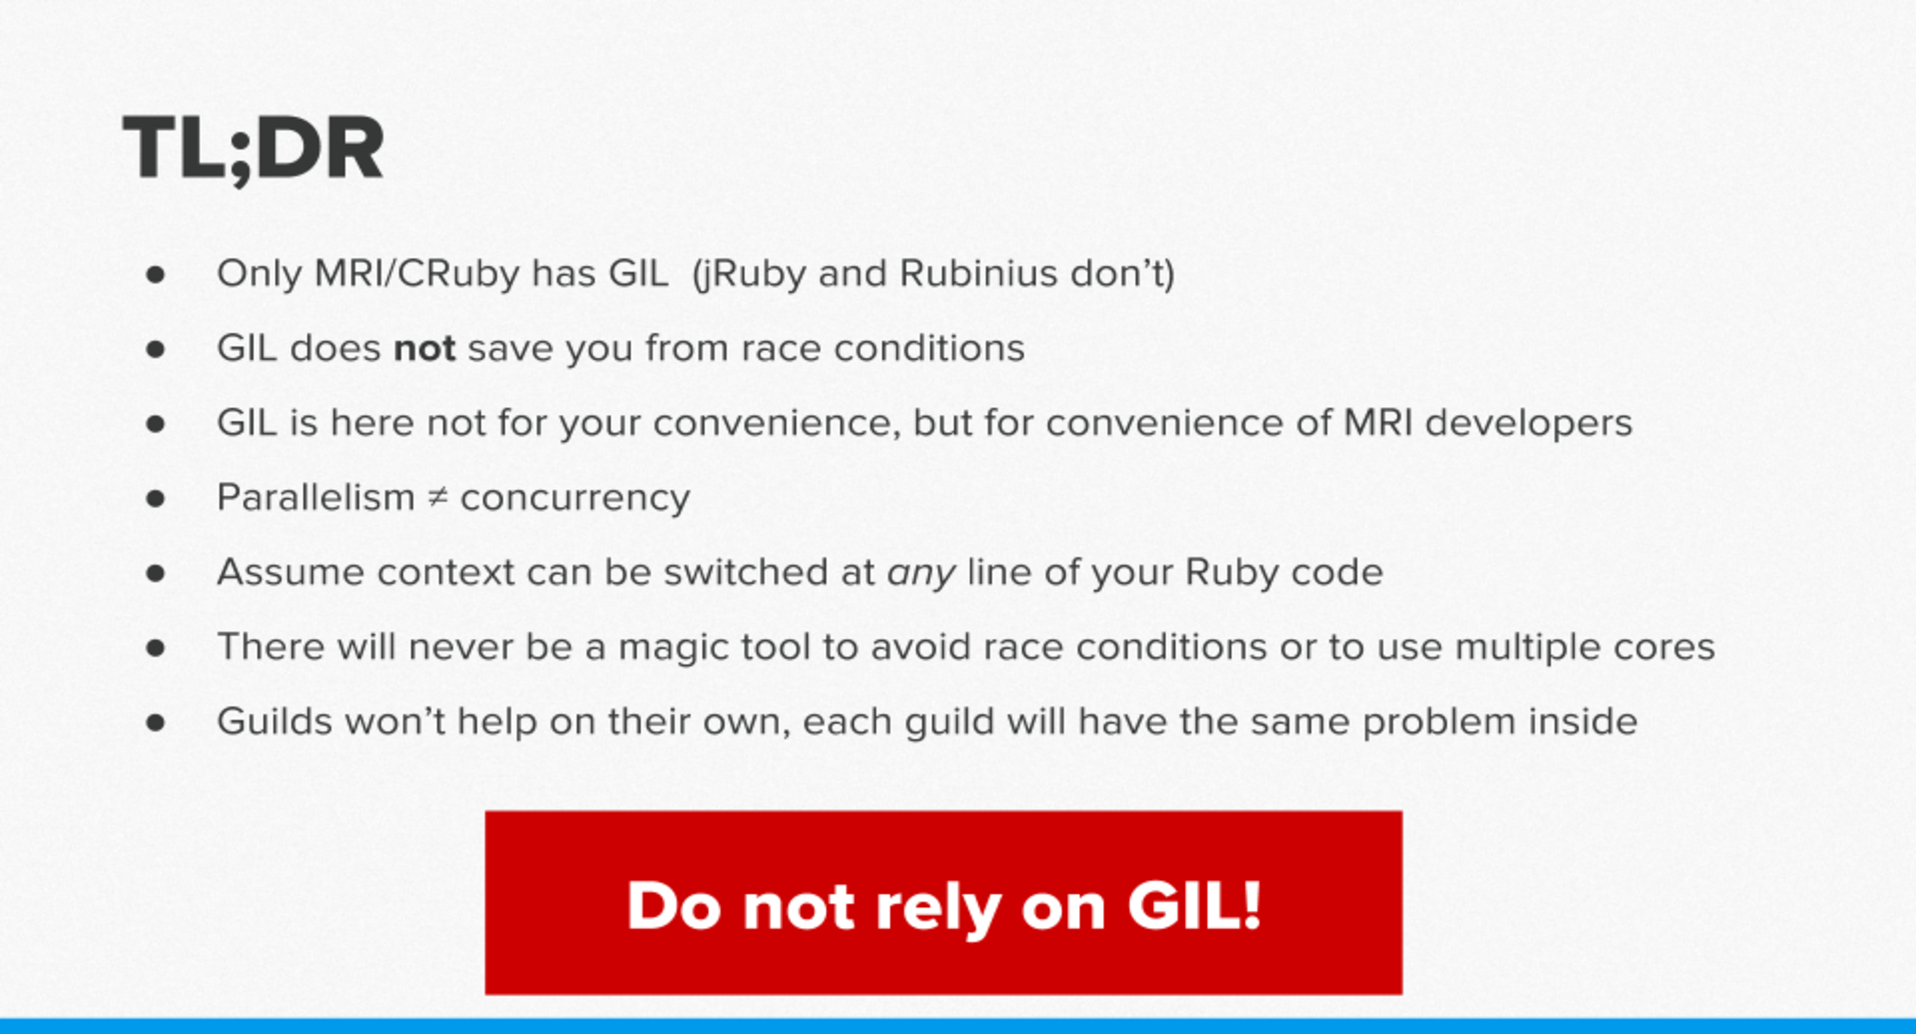 TL;DR
● Only MRI/CRuby has GIL  (jRuby and Rubinius don’t)
● GIL does not save you from race conditions
● GIL is here not for your convenience, but for convenience of MRI developers
● Parallelism ≠ concurrency
● Assume context can be switched at any line of your Ruby code
● There will never be a magic tool to avoid race conditions or to use multiple cores
● Guilds won’t help on their own, each guild will have the same problem inside
Do not rely on GIL!